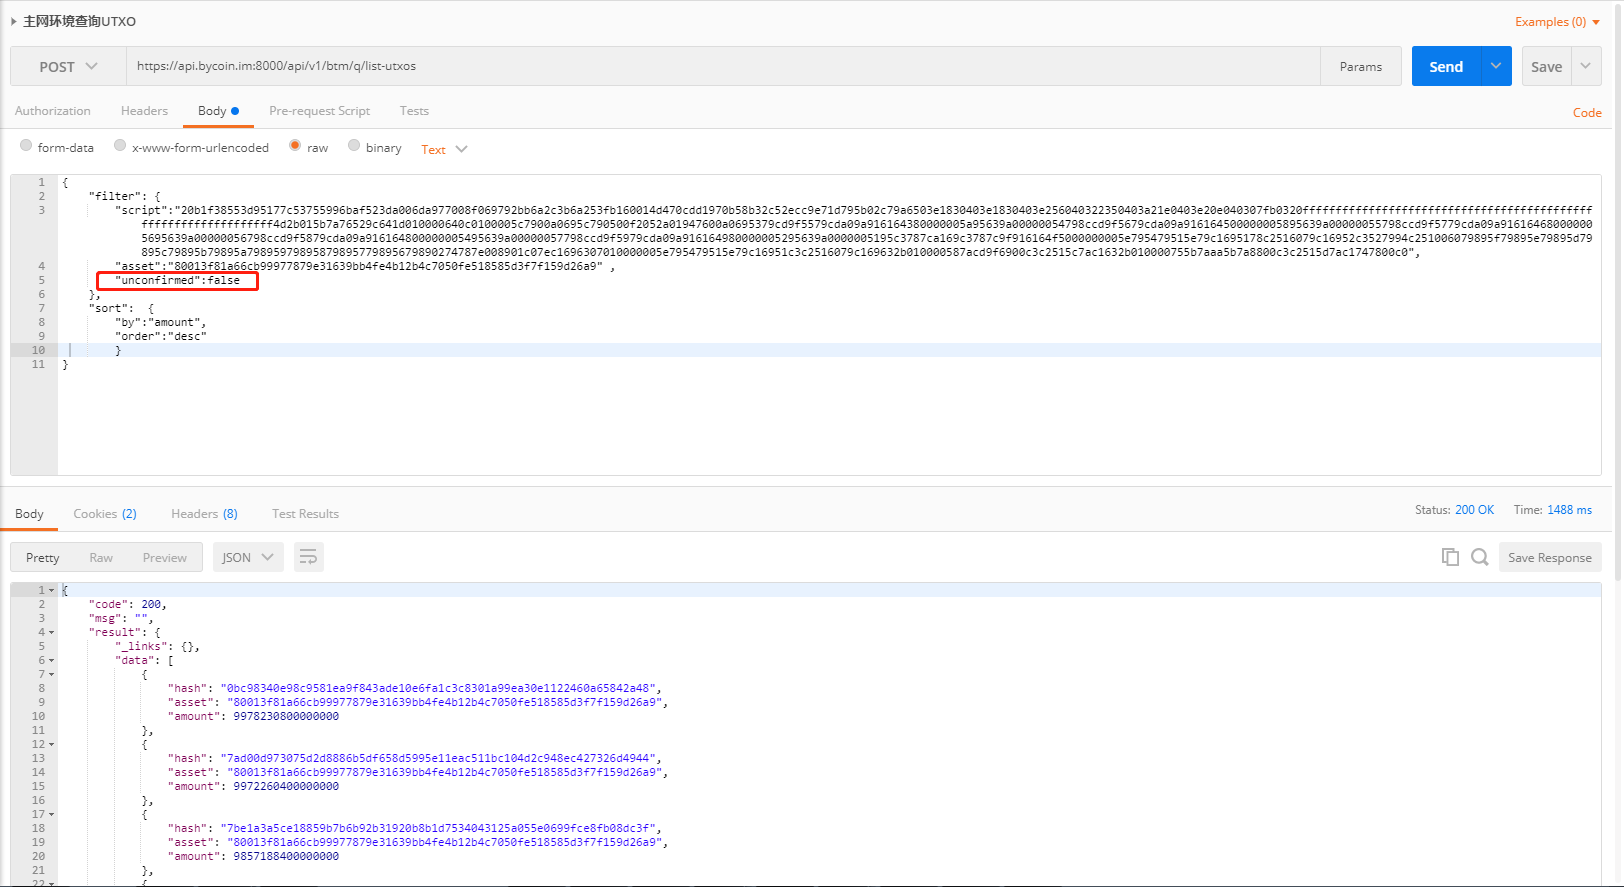 主网环境查询UTXO
Examples (0)
POST
https://api.bycoin.im:8000/api/v1/btm/q/list-utxos
Params
Send
Save
Authorization
Headers
Body
Pre-request Script
Tests
Code
form-data
x-www-form-urlencoded
raw
binary
Text
1 {
2 "filter": {
3 "script":"20b1f38553d95177c53755996baf523da006da977008f069792bb6a2c3b6a253fb160014d470cdd1970b58b32c52ecc9e71d795b02c79a6503e1830403e1830403e256040322350403a21e0403e20e040307fb0320ffffffffffffffffffffffffffffffffffffffffffff
4 "asset":"80013f81a66cb99977879e31639bb4fe4b12b4c7050fe518585d3f7f159d26a9" ,
5 "unconfirmed":false
6 },
7 "sort": {
8 "by":"amount",
9 "order":"desc"
10 }
11 }
Body
Cookies (2)
Headers (8)
Test Results
Status: 200 OK
Time: 1488 ms
Pretty
Raw
Preview
JSON
Save Response
1 {
2 "code": 200,
3 "msg": "",
4 "result": {
5 "_links": {},
6 "data": [
7 {
8 "hash": "0bc98340e98c9581ea9f843ade10e6fa1c3c8301a99ea30e1122460a65842a48",
9 "asset": "80013f81a66cb99977879e31639bb4fe4b12b4c7050fe518585d3f7f159d26a9",
10 "amount": 9978230800000000
11 },
12 {
13 "hash": "7ad00d973075d2d8886b5df658d5995e11eac511bc104d2c948ec427326d4944",
14 "asset": "80013f81a66cb99977879e31639bb4fe4b12b4c7050fe518585d3f7f159d26a9",
15 "amount": 9972260400000000
16 },
17 {
18 "hash": "7be1a3a5ce18859b7b6b92b31920b8b1d7534043125a055e0699fce8fb08dc3f",
19 "asset": "80013f81a66cb99977879e31639bb4fe4b12b4c7050fe518585d3f7f159d26a9",
20 "amount": 9857188400000000
21 },
22 {